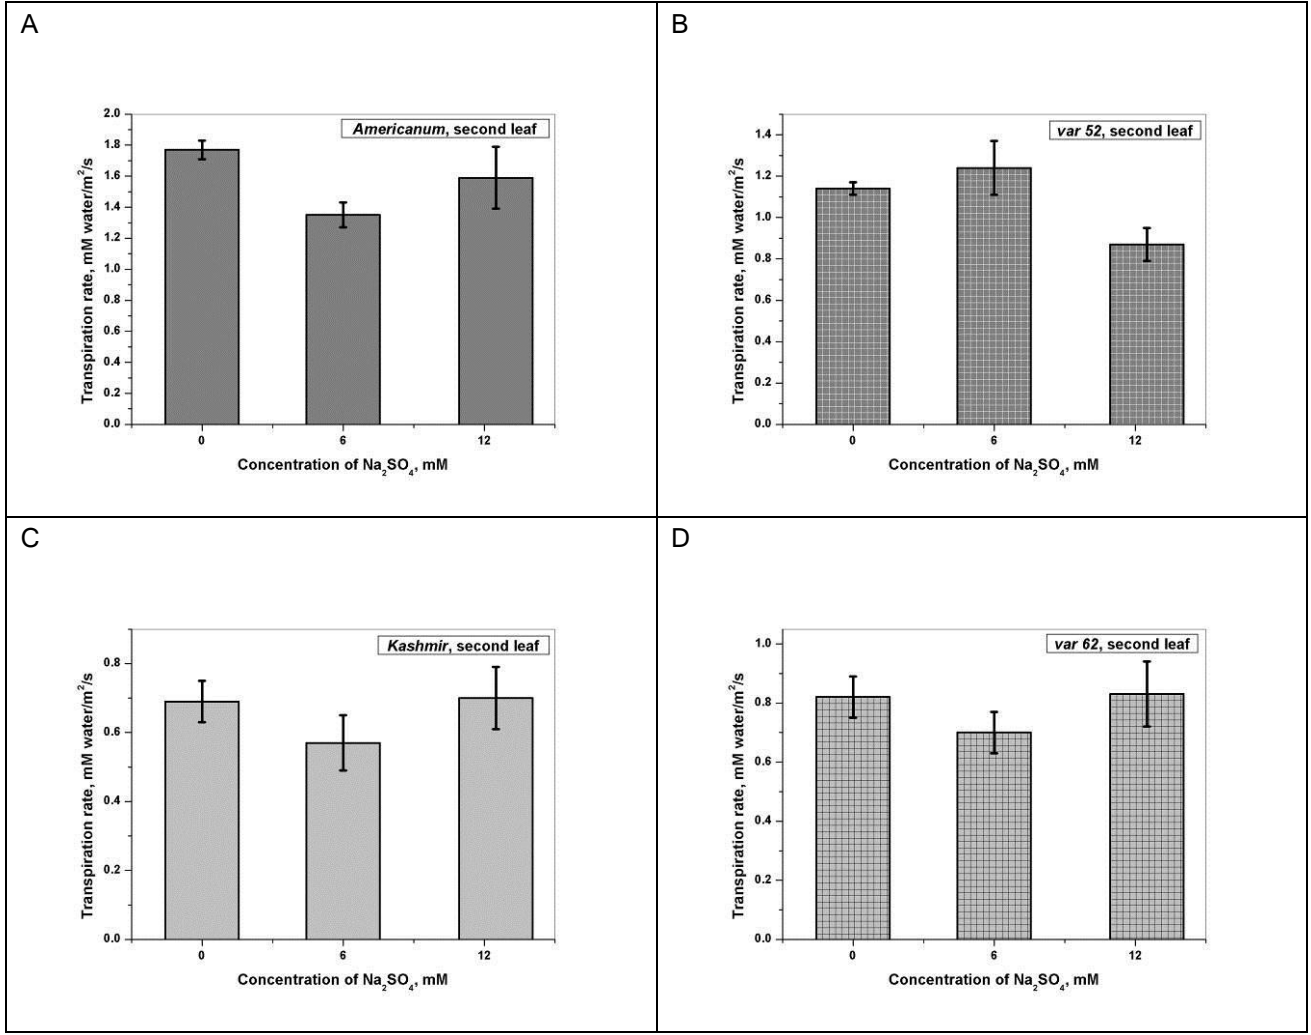 A
Transpiration rate, mM water/m²/s
2.0
1.8
1.6
1.4
1.2
1.0
0.8
0.6
0.4
0.2
0.0
Americanum, second leaf
0 6 12
Concentration of Na₂SO₄, mM
B
Transpiration rate, mM water/m²/s
1.4
1.2
1.0
0.8
0.6
0.4
0.2
0.0
var 52, second leaf
0 6 12
Concentration of Na₂SO₄, mM
C
Transpiration rate, mM water/m²/s
0.8
0.6
0.4
0.2
0.0
Kashmir, second leaf
0 6 12
Concentration of Na₂SO₄, mM
D
Transpiration rate, mM water/m²/s
1.0
0.8
0.6
0.4
0.2
0.0
var 62, second leaf
0 6 12
Concentration of Na₂SO₄, mM